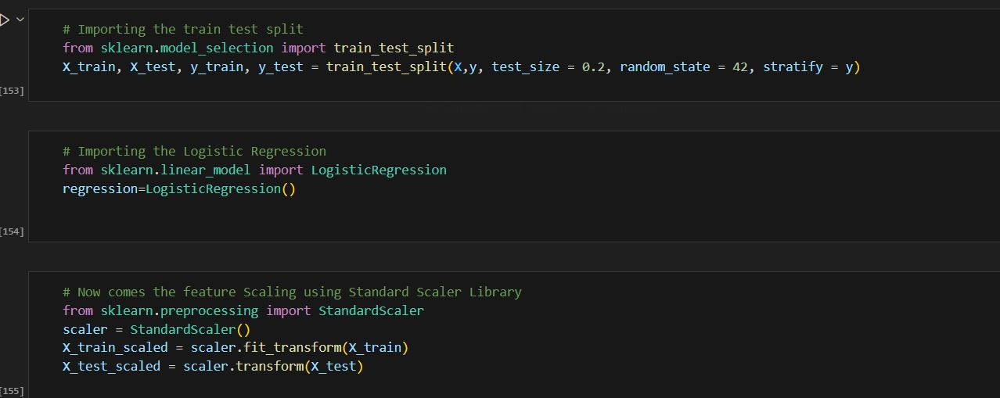 # Importing the train test split
from sklearn.model_selection import train_test_split
X_train, X_test, y_train, y_test = train_test_split(X,y, test_size = 0.2, random_state = 42, stratify = y)
[153]
# Importing the Logistic Regression
from sklearn.linear_model import LogisticRegression
regression=LogisticRegression()
[154]
# Now comes the feature Scaling using Standard Scaler Library
from sklearn.preprocessing import StandardScaler
scaler = StandardScaler()
X_train_scaled = scaler.fit_transform(X_train)
X_test_scaled = scaler.transform(X_test)
[155]